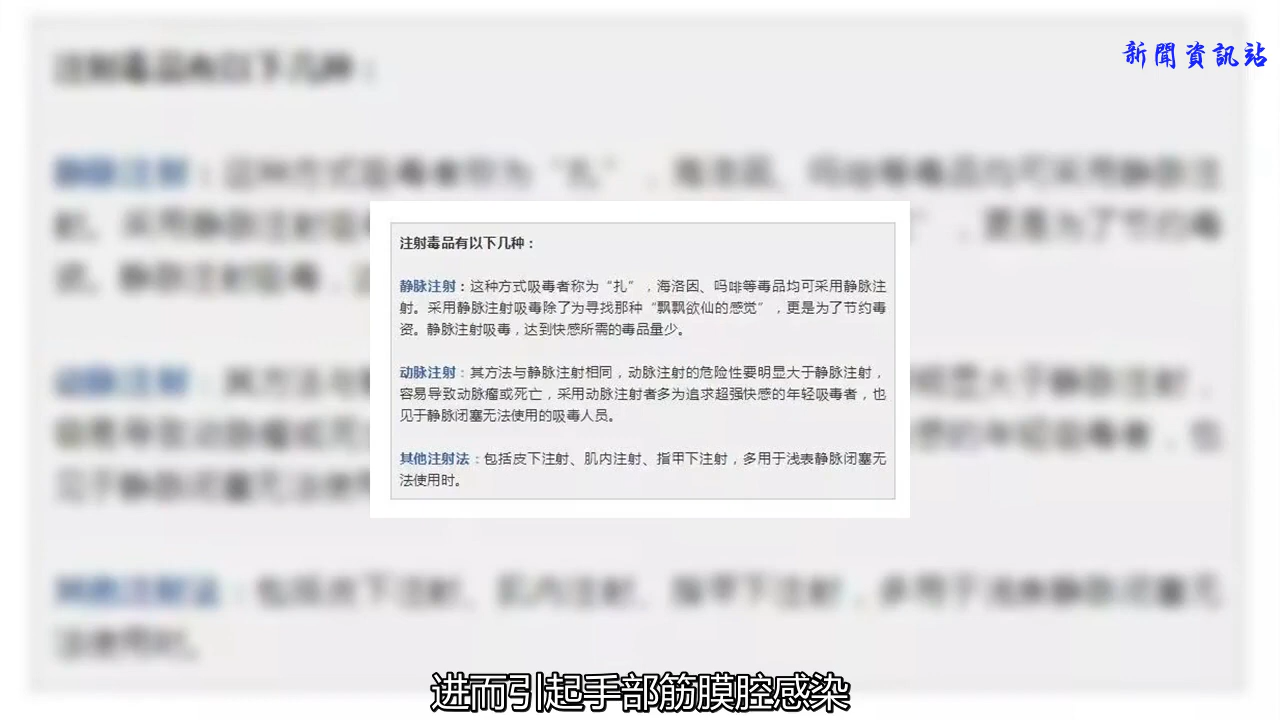 新聞資訊站
注射毒品有以下几种：
静脉注射：这种方式吸毒者称为“扎”，海洛因、吗啡等毒品均可采用静脉注
射。采用静脉注射吸毒除了为寻找那种“飘飘欲仙的感觉”，更是为了节约毒
资。静脉注射吸毒，达到快感所需的毒品量少。
动脉注射：其方法与静脉注射相同，动脉注射的危险性要明显大于静脉注射，
容易导致动脉瘤或死亡，采用动脉注射者多为追求超强快感的年轻吸毒者，也
见于静脉闭塞无法使用的吸毒人员。
其他注射法：包括皮下注射、肌内注射、指甲下注射，多用于浅表静脉闭塞无
法使用时。
进而引起手部筋膜腔感染